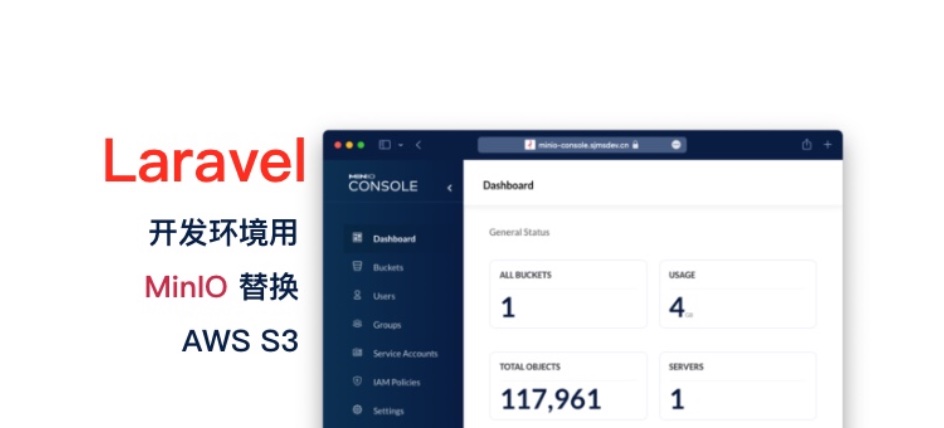 Laravel
开发环境用
MinIO 替换
AWS S3
minio-console.sjmsdev.cn
MINIO
CONSOLE
Dashboard
Buckets
Users
Groups
Service Accounts
IAM Policies
Settings
Dashboard
General Status
ALL BUCKETS
1
USAGE
4 GB
TOTAL OBJECTS
117,961
SERVERS
1